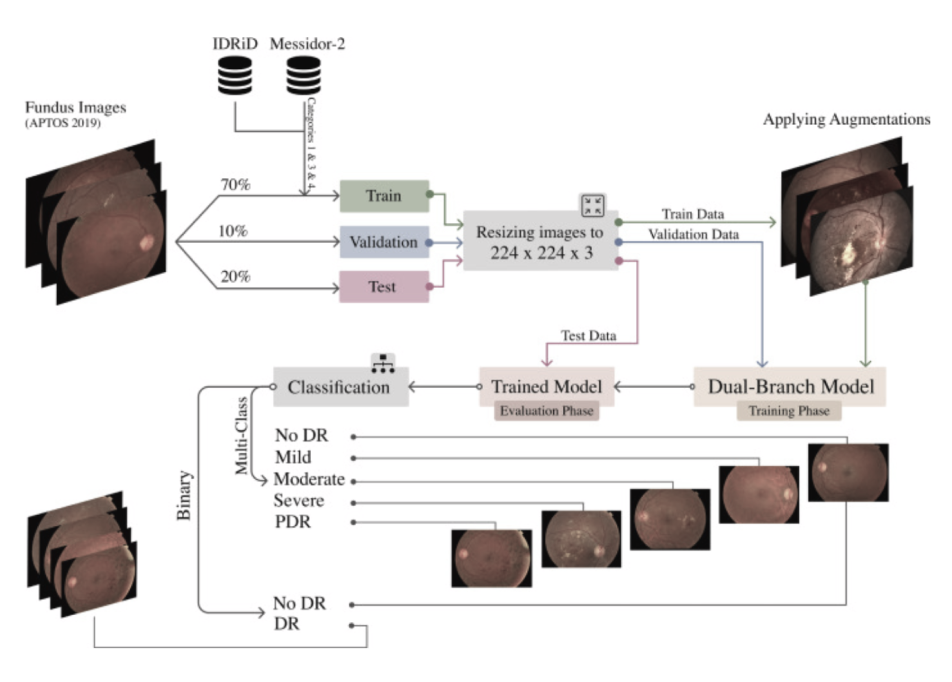 IDRiD Messidor-2
Fundus Images
(APTOS 2019)
Categories 1 & 3 & 4
Applying Augmentations
70%
Train
10%
Validation
20%
Test
Resizing images to
224 x 224 x 3
Train Data
Validation Data
Test Data
Classification
Trained Model
Evaluation Phase
Dual-Branch Model
Training Phase
Multi-Class
Binary
No DR
Mild
Moderate
Severe
PDR
No DR
DR